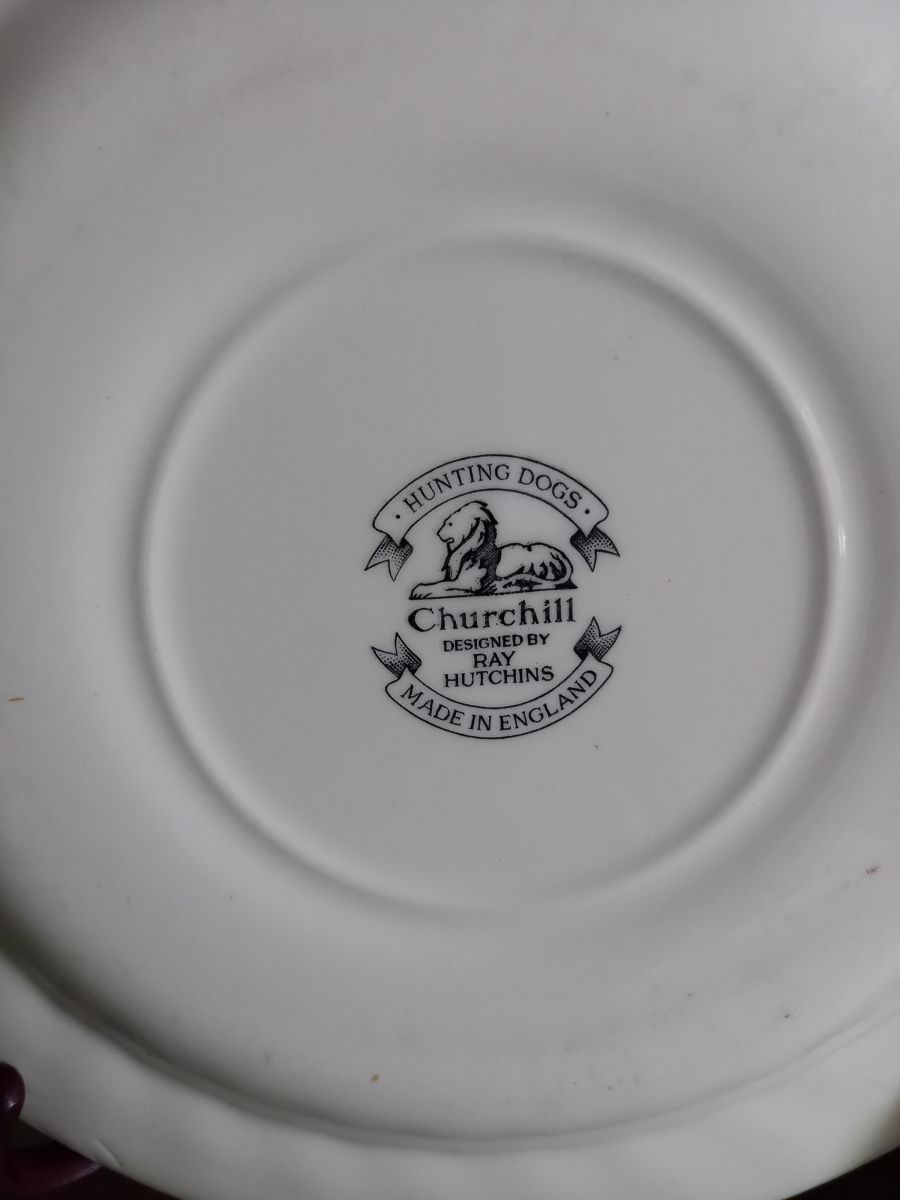 · HUNTING DOGS ·
Churchill
DESIGNED BY
RAY
HUTCHINS
MADE IN ENGLAND